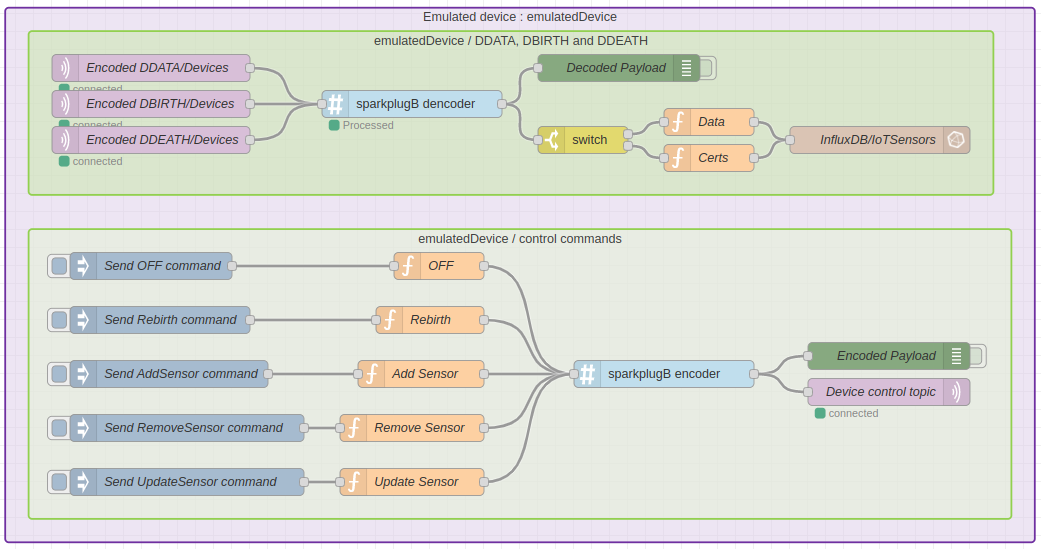 Emulated device : emulatedDevice
emulatedDevice / DDATA, DBIRTH and DDEATH
Encoded DDATA/Devices
connected
Encoded DBIRTH/Devices
connected
Encoded DDEATH/Devices
connected
sparkplugB dencoder
Processed
Decoded Payload
switch
Data
Certs
InfluxDB/IoTSensors
emulatedDevice / control commands
Send OFF command
OFF
Send Rebirth command
Rebirth
Send AddSensor command
Add Sensor
Send RemoveSensor command
Remove Sensor
Send UpdateSensor command
Update Sensor
sparkplugB encoder
Encoded Payload
Device control topic
connected